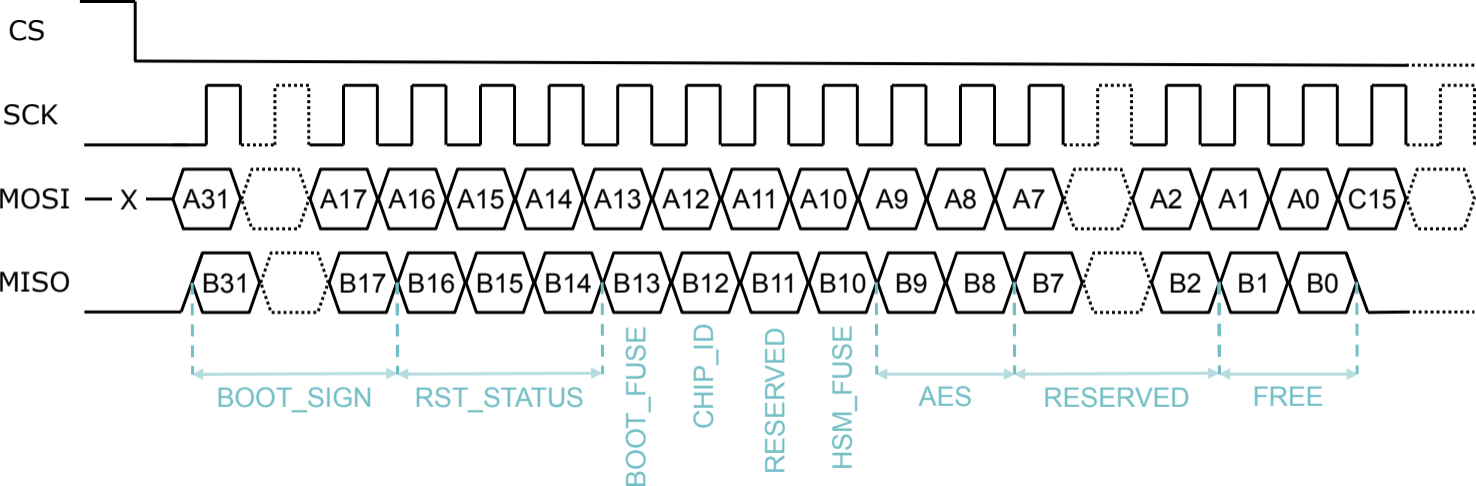 CS
SCK
MOSI X A31 A17 A16 A15 A14 A13 A12 A11 A10 A9 A8 A7 A2 A1 A0 C15
MISO B31 B17 B16 B15 B14 B13 B12 B11 B10 B9 B8 B7 B2 B1 B0
BOOT_SIGN RST_STATUS BOOT_FUSE CHIP_ID RESERVED HSM_FUSE AES RESERVED FREE